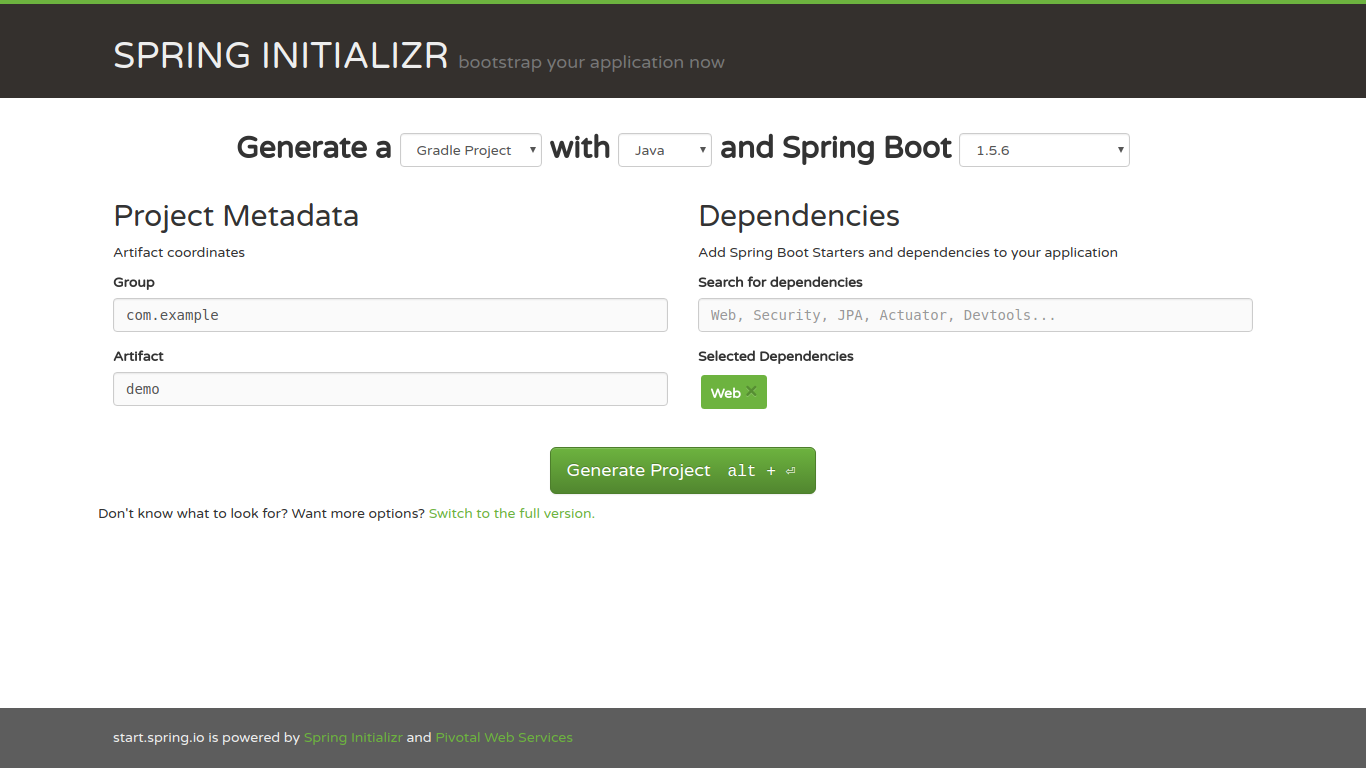 SPRING INITIALIZR bootstrap your application now
Generate a Gradle Project with Java and Spring Boot 1.5.6
Project Metadata
Artifact coordinates
Group
com.example
Artifact
demo
Dependencies
Add Spring Boot Starters and dependencies to your application
Search for dependencies
Web, Security, JPA, Actuator, Devtools...
Selected Dependencies
Web ×
Generate Project alt + ⏎
Don't know what to look for? Want more options? Switch to the full version.
start.spring.io is powered by Spring Initializr and Pivotal Web Services